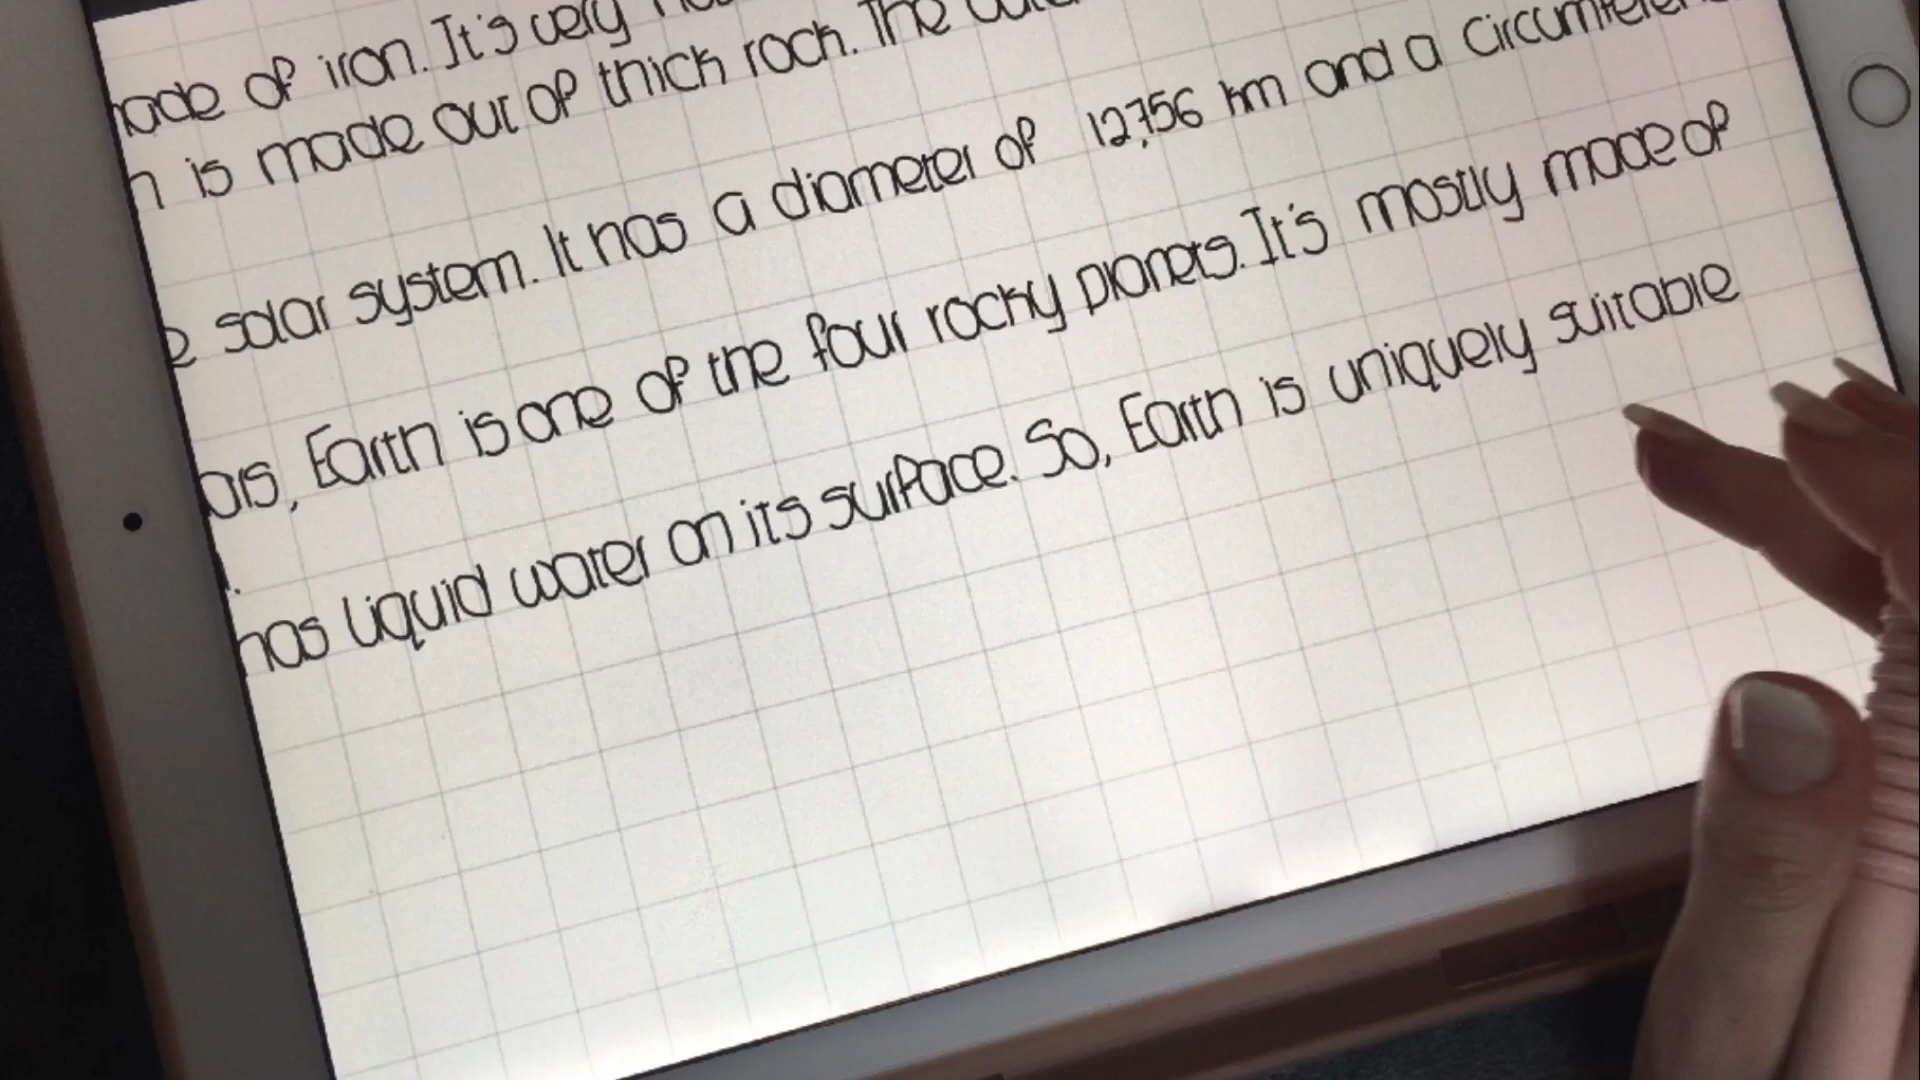 made of iron. It's very
is made out of thick rock. The
solar system. It has a diameter of 12,756 km and a circumference
Earth is one of the four rocky planets. It's mostly made of
has liquid water on its surface. So, Earth is uniquely suitable